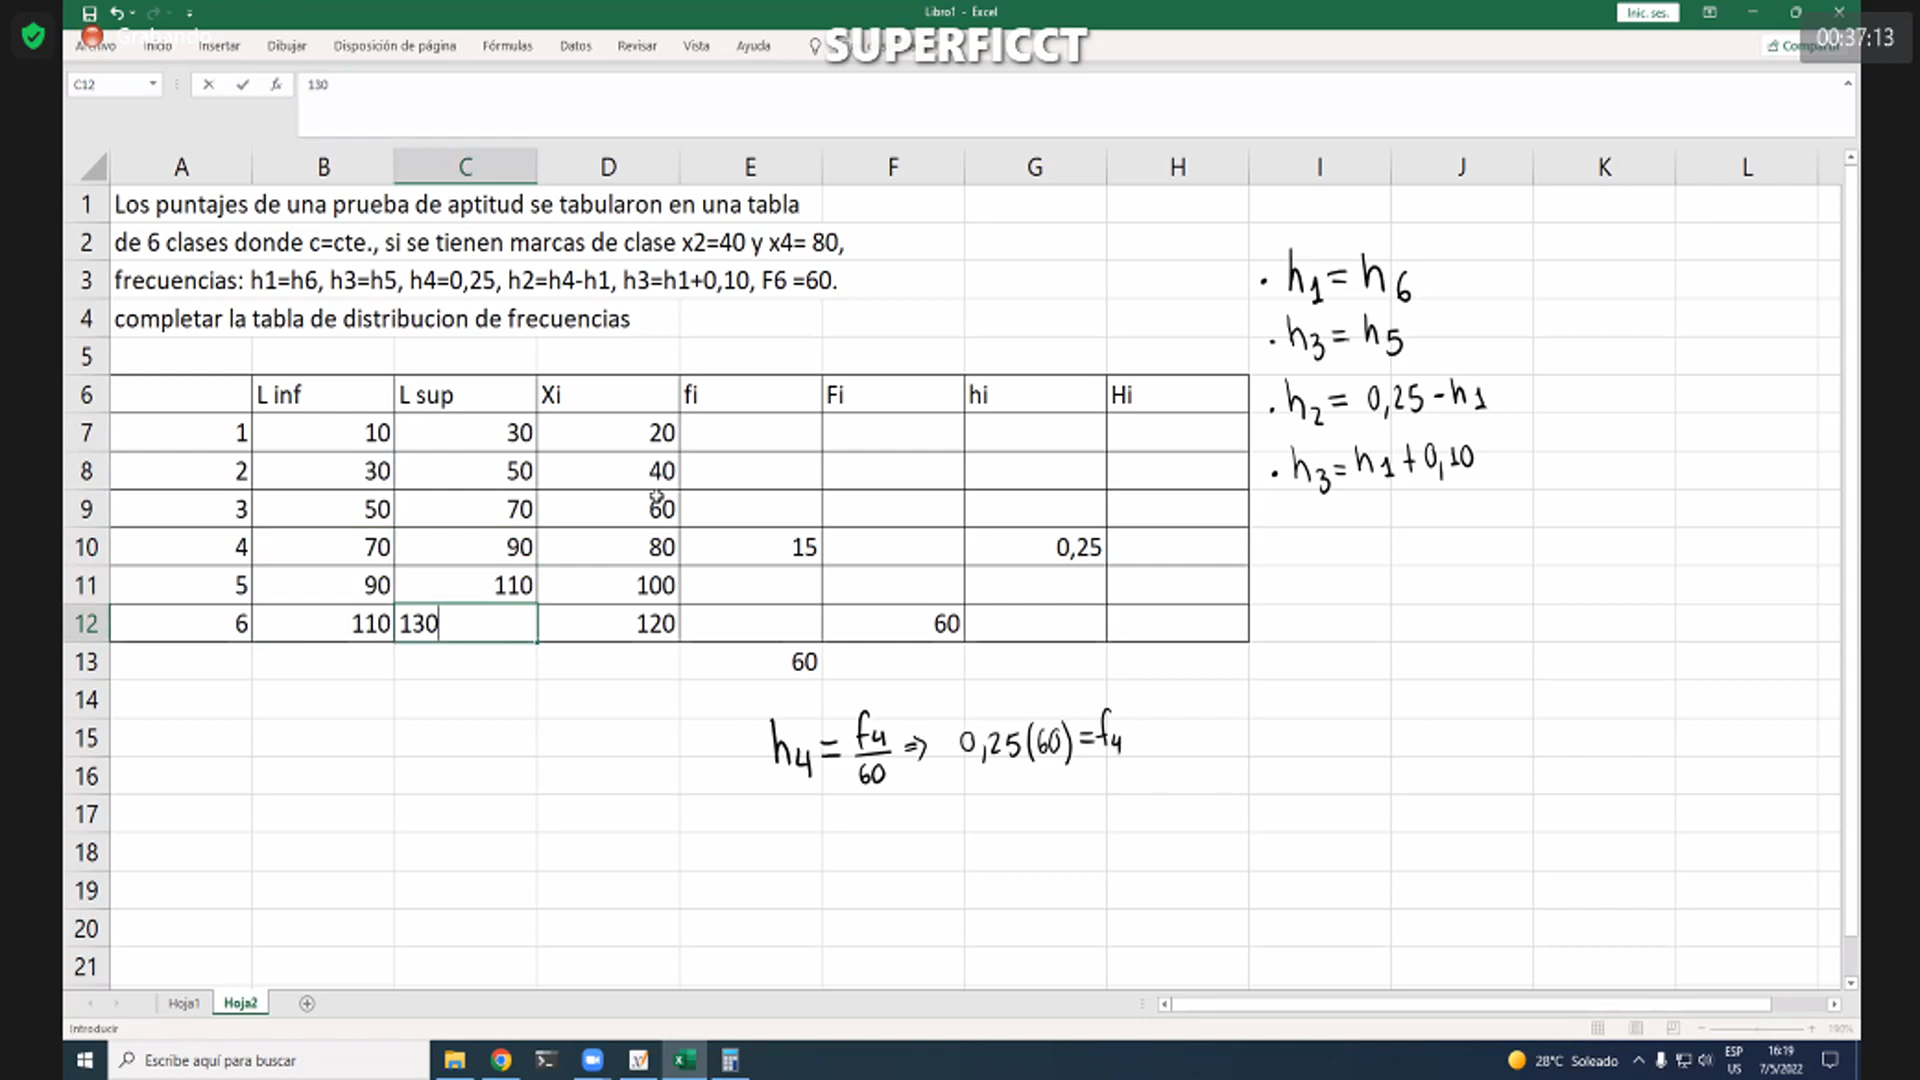 Libro1 - Excel
Inic. ses.
Grabando
SUPERFICCT
00:37:13
Archivo Inicio Insertar Dibujar Disposición de página Fórmulas Datos Revisar Vista Ayuda
C12 fx 130
A B C D E F G H I J K L
1 Los puntajes de una prueba de aptitud se tabularon en una tabla
2 de 6 clases donde c=cte., si se tienen marcas de clase x2=40 y x4= 80,
3 frecuencias: h1=h6, h3=h5, h4=0,25, h2=h4-h1, h3=h1+0,10, F6 =60.
4 completar la tabla de distribucion de frecuencias
5
6 L inf L sup Xi fi Fi hi Hi
7 1 10 30 20
8 2 30 50 40
9 3 50 70 60
10 4 70 90 80 15 0,25
11 5 90 110 100
12 6 110 130 120 60
13 60
14
15
16
17
18
19
20
21
· h1 = h6
· h3 = h5
· h2 = 0,25 - h1
· h3 = h1 + 0,10
h4 = f4/60 ⇒ 0,25(60) = f4
Hoja1 Hoja2
Introducir
190%
Escribe aquí para buscar
28°C Soleado
ESP
US
16:19
7/5/2022